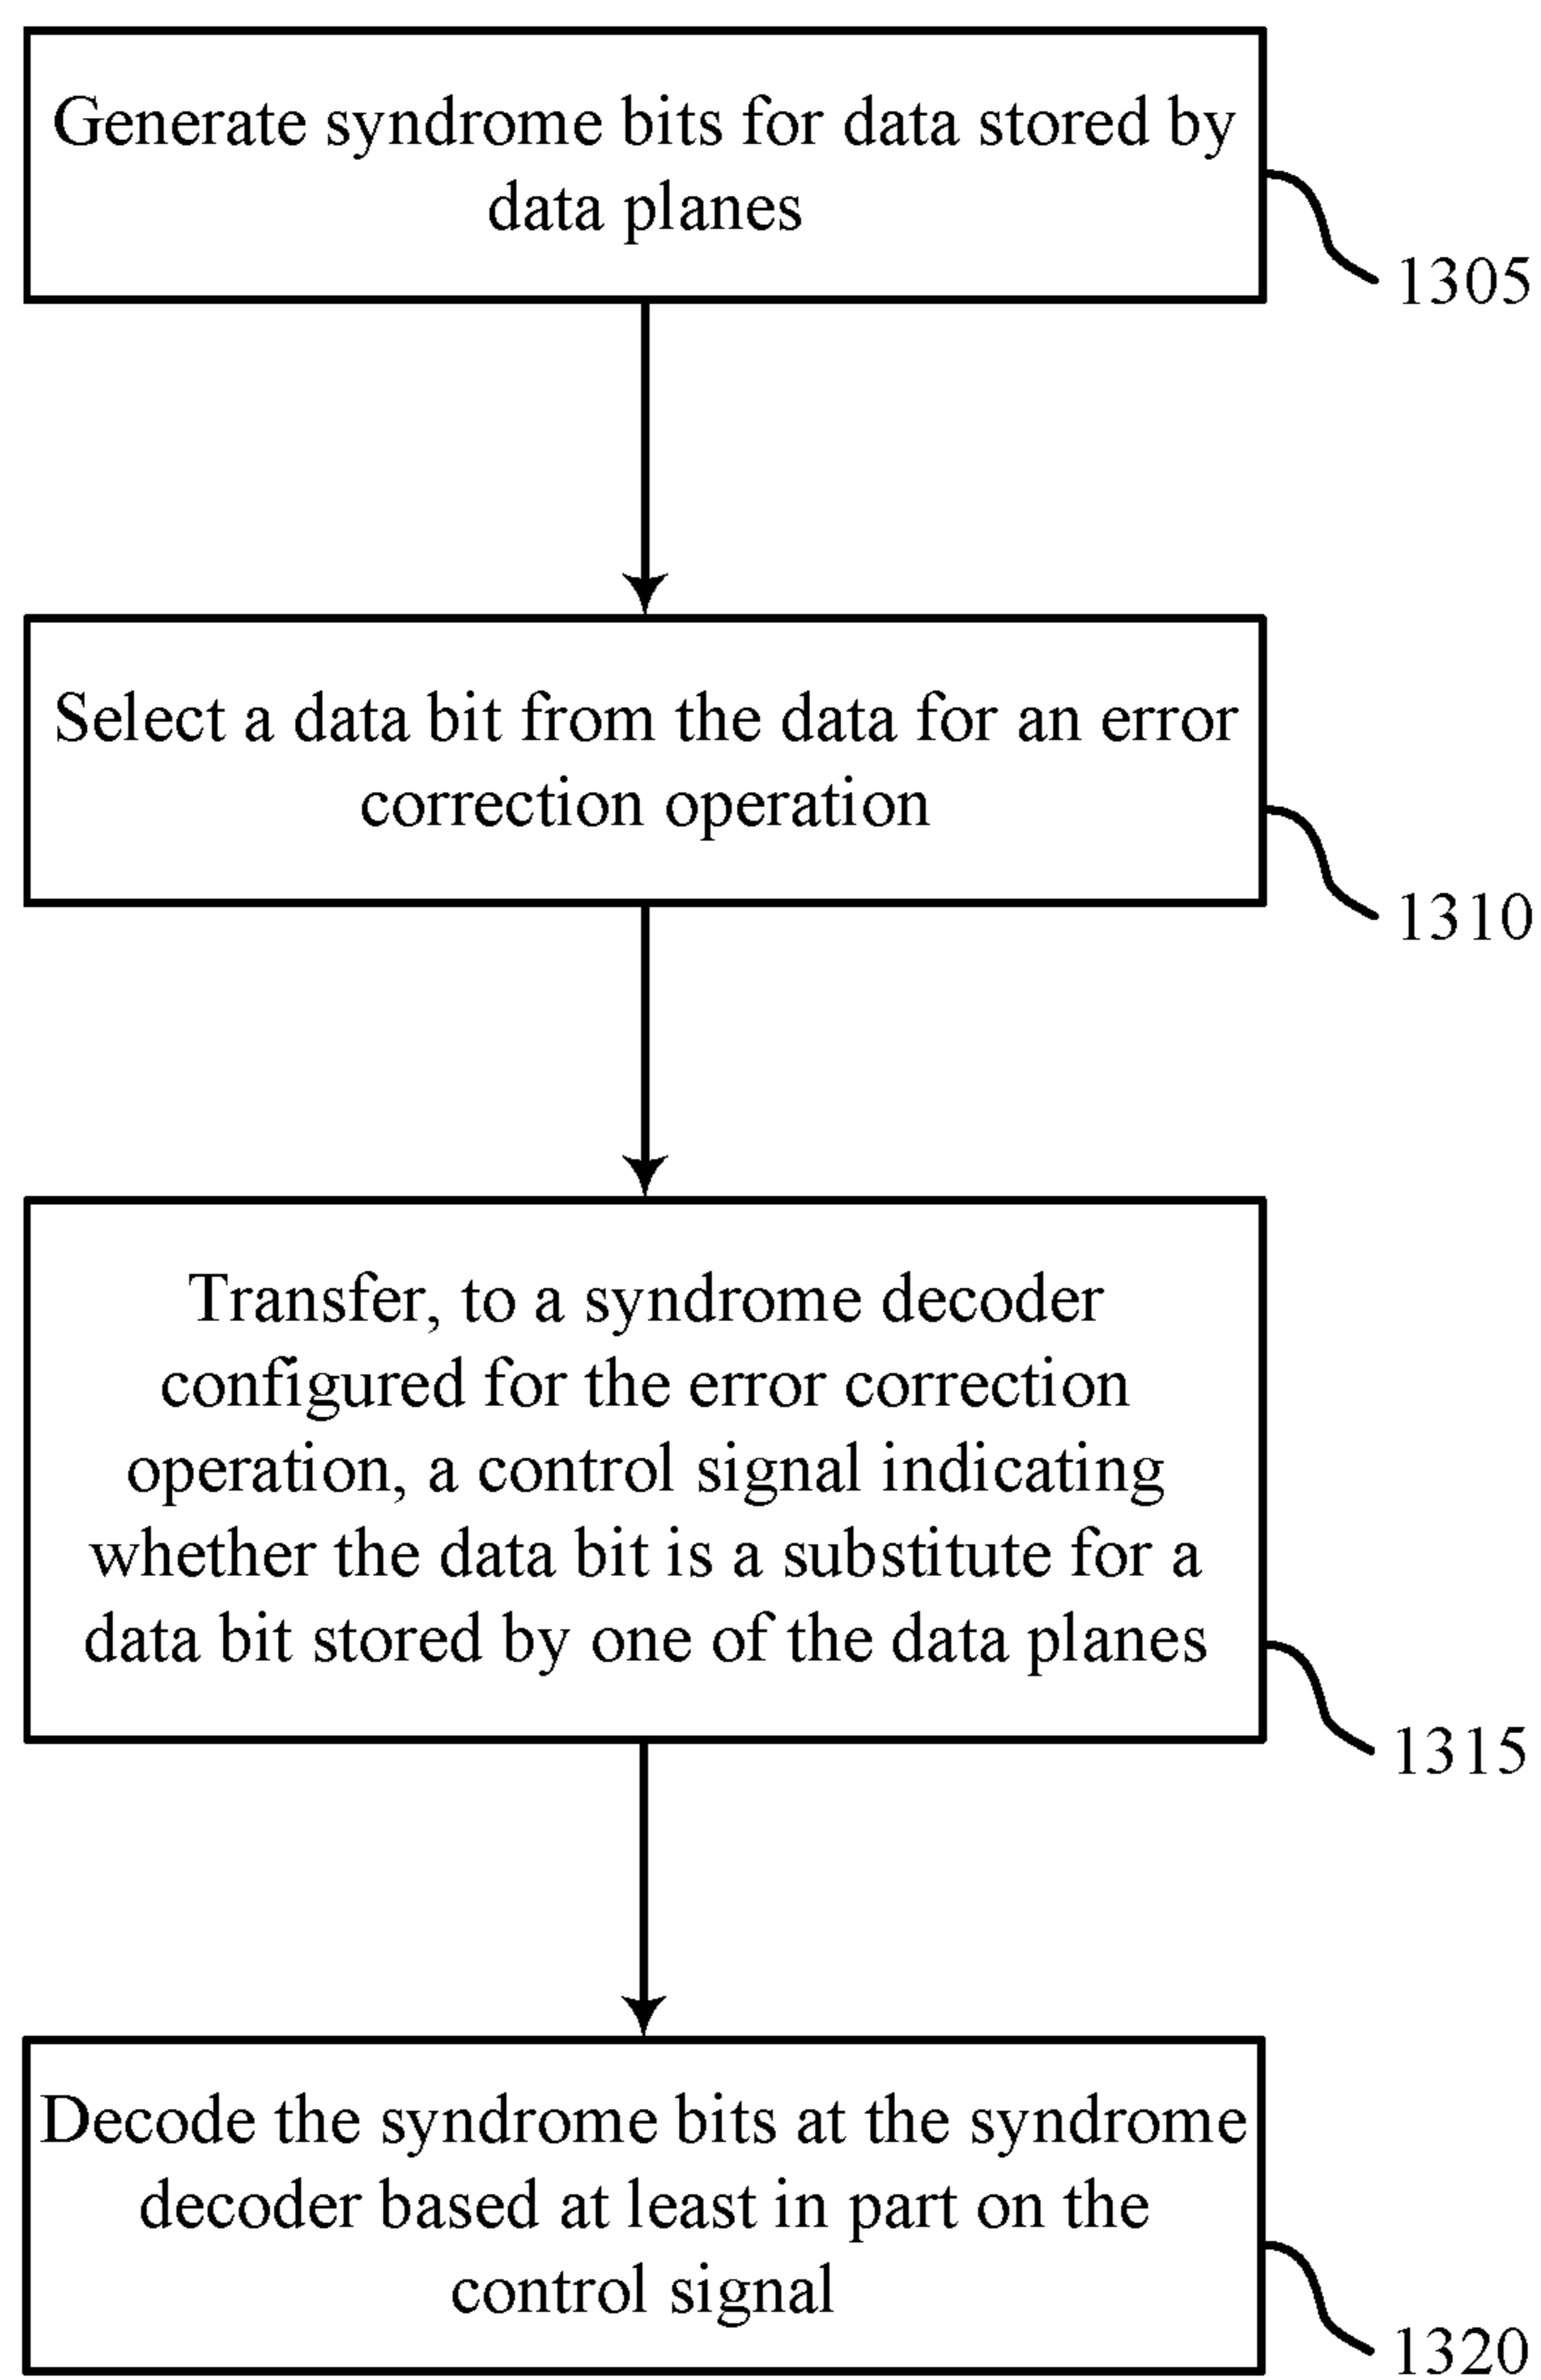 Generate syndrome bits for data stored by
data planes
1305
Select a data bit from the data for an error
correction operation
1310
Transfer, to a syndrome decoder
configured for the error correction
operation, a control signal indicating
whether the data bit is a substitute for a
data bit stored by one of the data planes
1315
Decode the syndrome bits at the syndrome
decoder based at least in part on the
control signal
1320